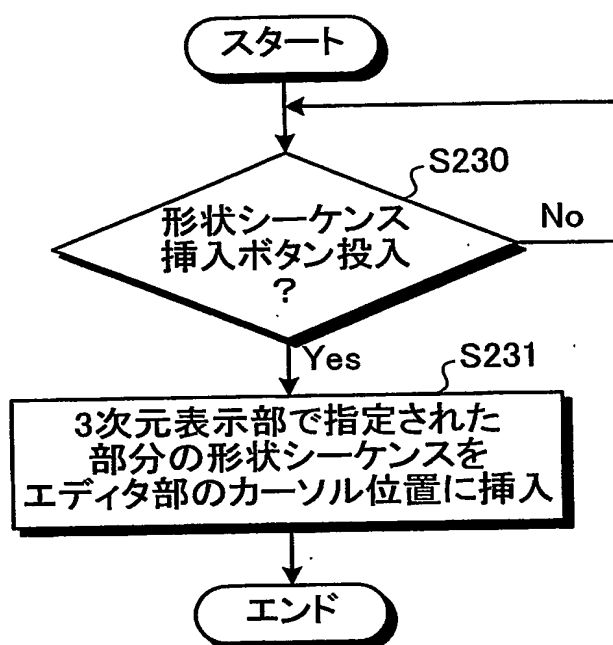 スタート
S230
形状シーケンス
挿入ボタン投入
?
No
Yes
S231
3次元表示部で指定された
部分の形状シーケンスを
エディタ部のカーソル位置に挿入
エンド